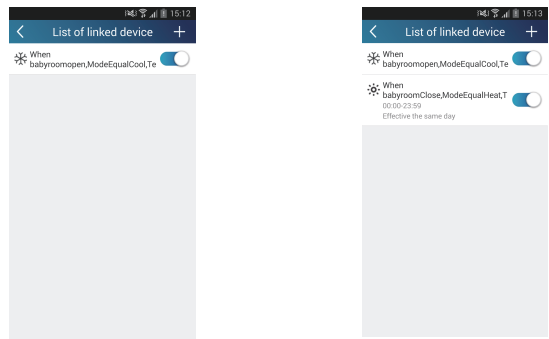 15:12
List of linked device
When
babyroomopen,ModeEqualCool,Te
15:13
List of linked device
When
babyroomopen,ModeEqualCool,Te
When
babyroomClose,ModeEqualHeat,T
00:00-23:59
Effective the same day